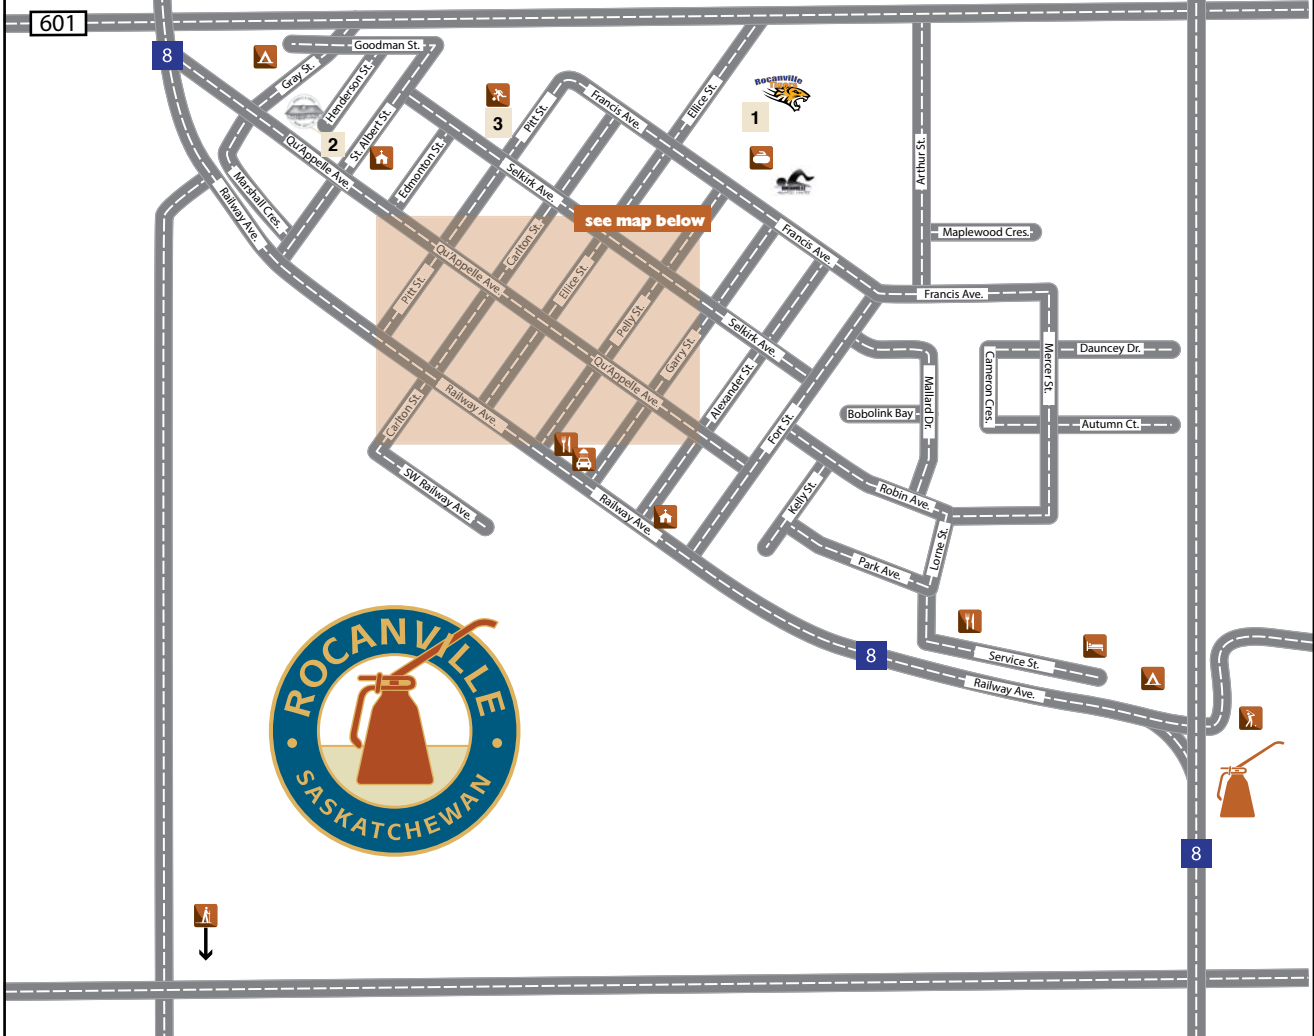 601
8
Goodman St.
Gray St.
Henderson St.
St. Albert St.
2
3
Pitt St.
Francis Ave.
Ellice St.
Rocanville
Tigers
1
Arthur St.
Qu'Appelle Ave.
Edmonton St.
Selkirk Ave.
Marshall Cres.
Railway Ave.
see map below
Maplewood Cres.
Francis Ave.
Carlton St.
Qu'Appelle Ave.
Ellice St.
Pitt St.
Francis Ave.
Pelly St.
Selkirk Ave.
Garry St.
Dauncey Dr.
Mercer St.
Cameron Cres.
Qu'Appelle Ave.
Alexander St.
Mallard Dr.
Railway Ave.
Carlton St.
Bobolink Bay
Fort St.
Autumn Ct.
SW Railway Ave.
Kelly St.
Robin Ave.
Railway Ave.
Lorne St.
Park Ave.
8
Service St.
Railway Ave.
ROCANVILLE
SASKATCHEWAN
8